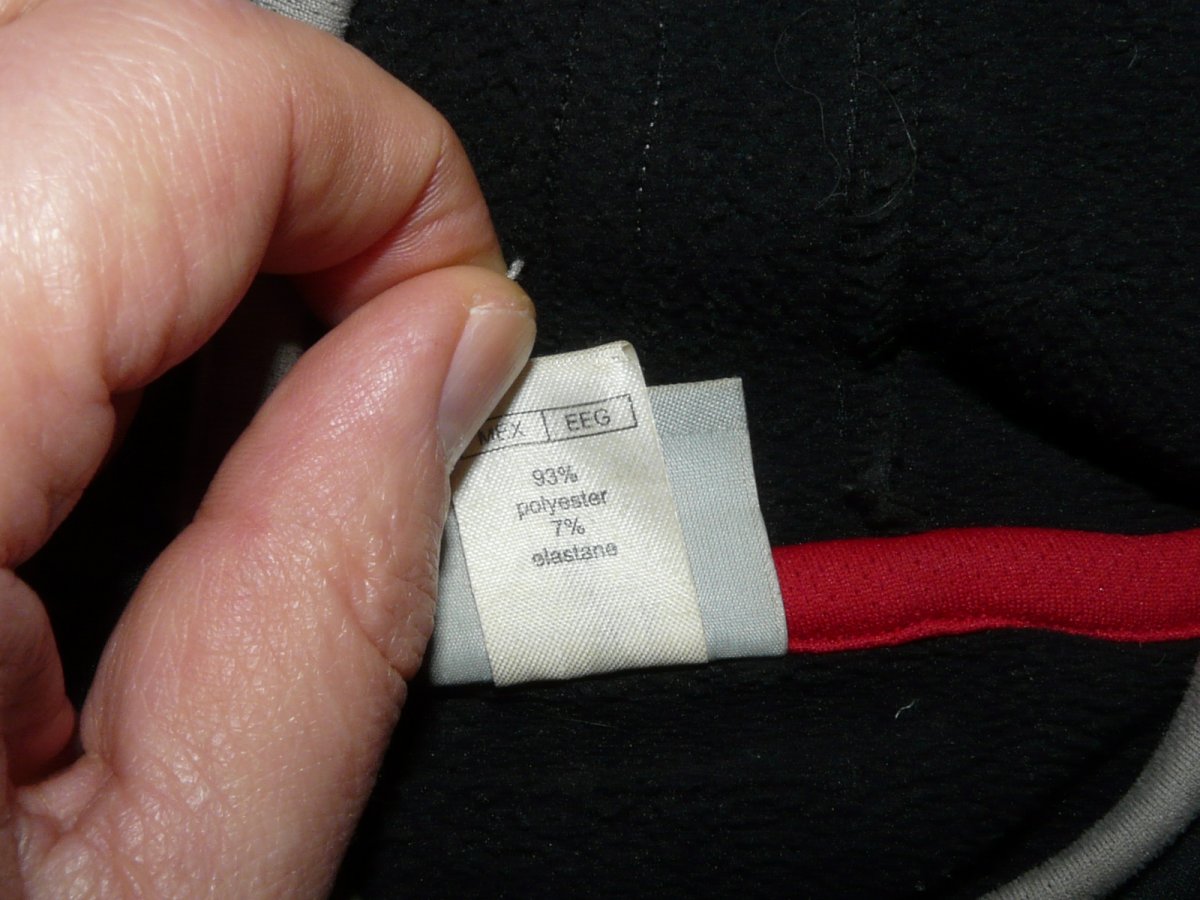 MEX EEG
93%
polyester
7%
elastane